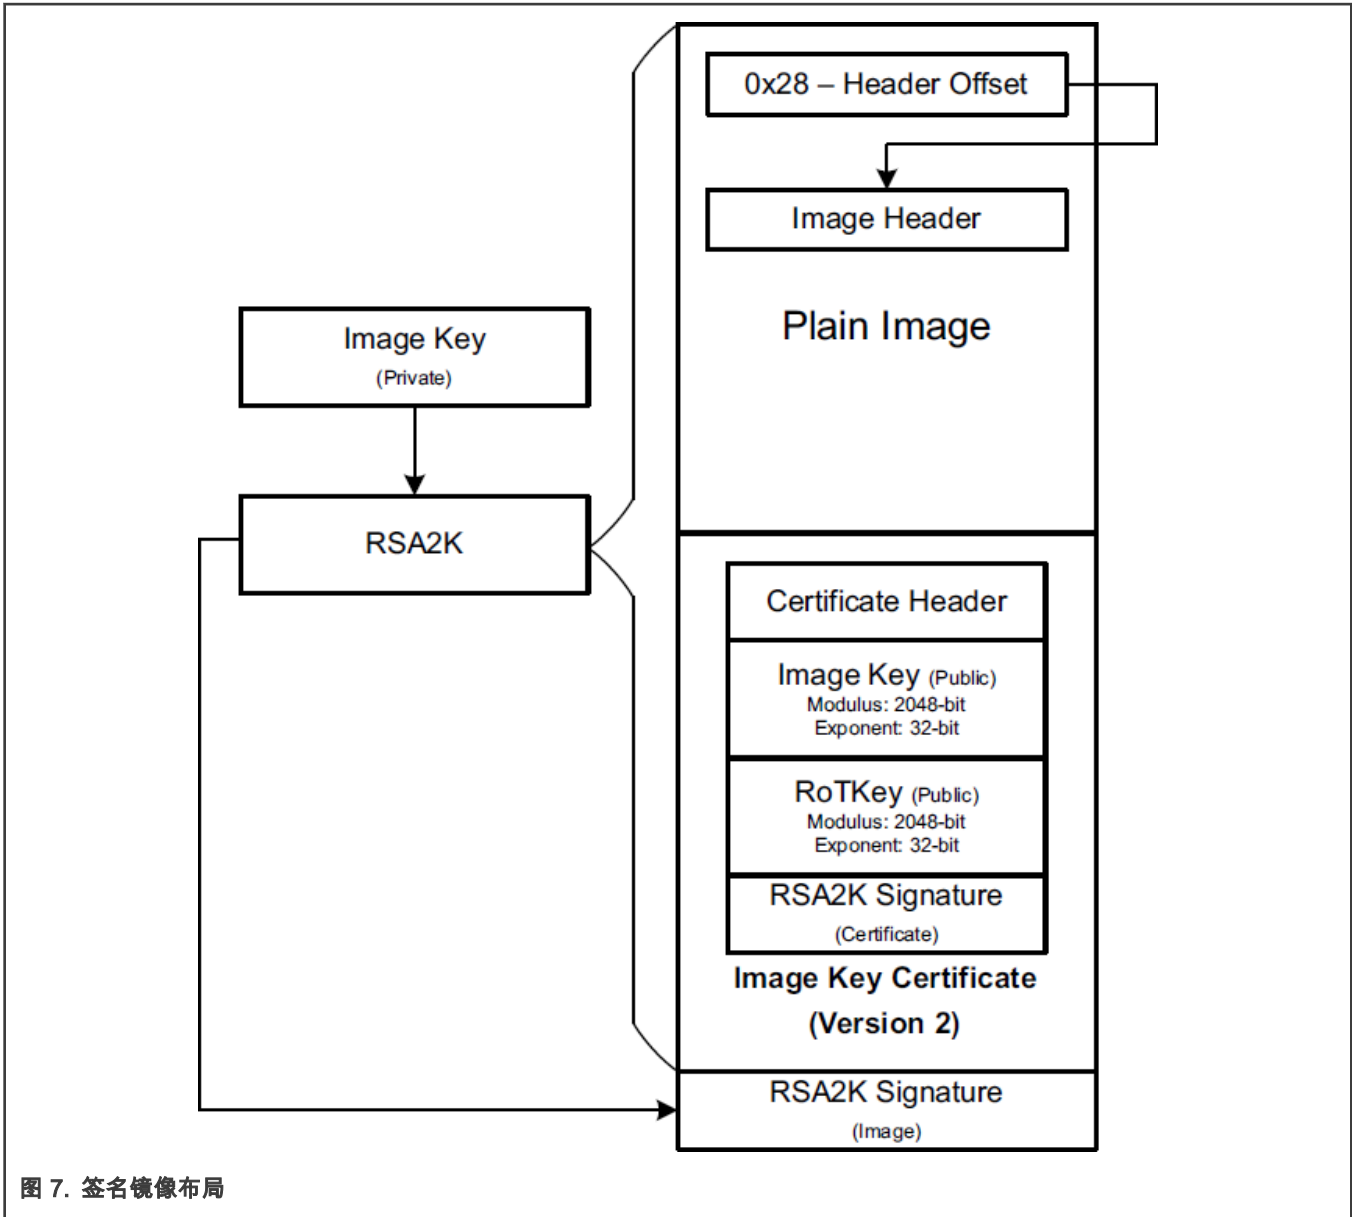 0x28 – Header Offset
Image Header
Plain Image
Image Key
(Private)
RSA2K
Certificate Header
Image Key (Public)
Modulus: 2048-bit
Exponent: 32-bit
RoTKey (Public)
Modulus: 2048-bit
Exponent: 32-bit
RSA2K Signature
(Certificate)
Image Key Certificate
(Version 2)
RSA2K Signature
(Image)
图 7. 签名镜像布局